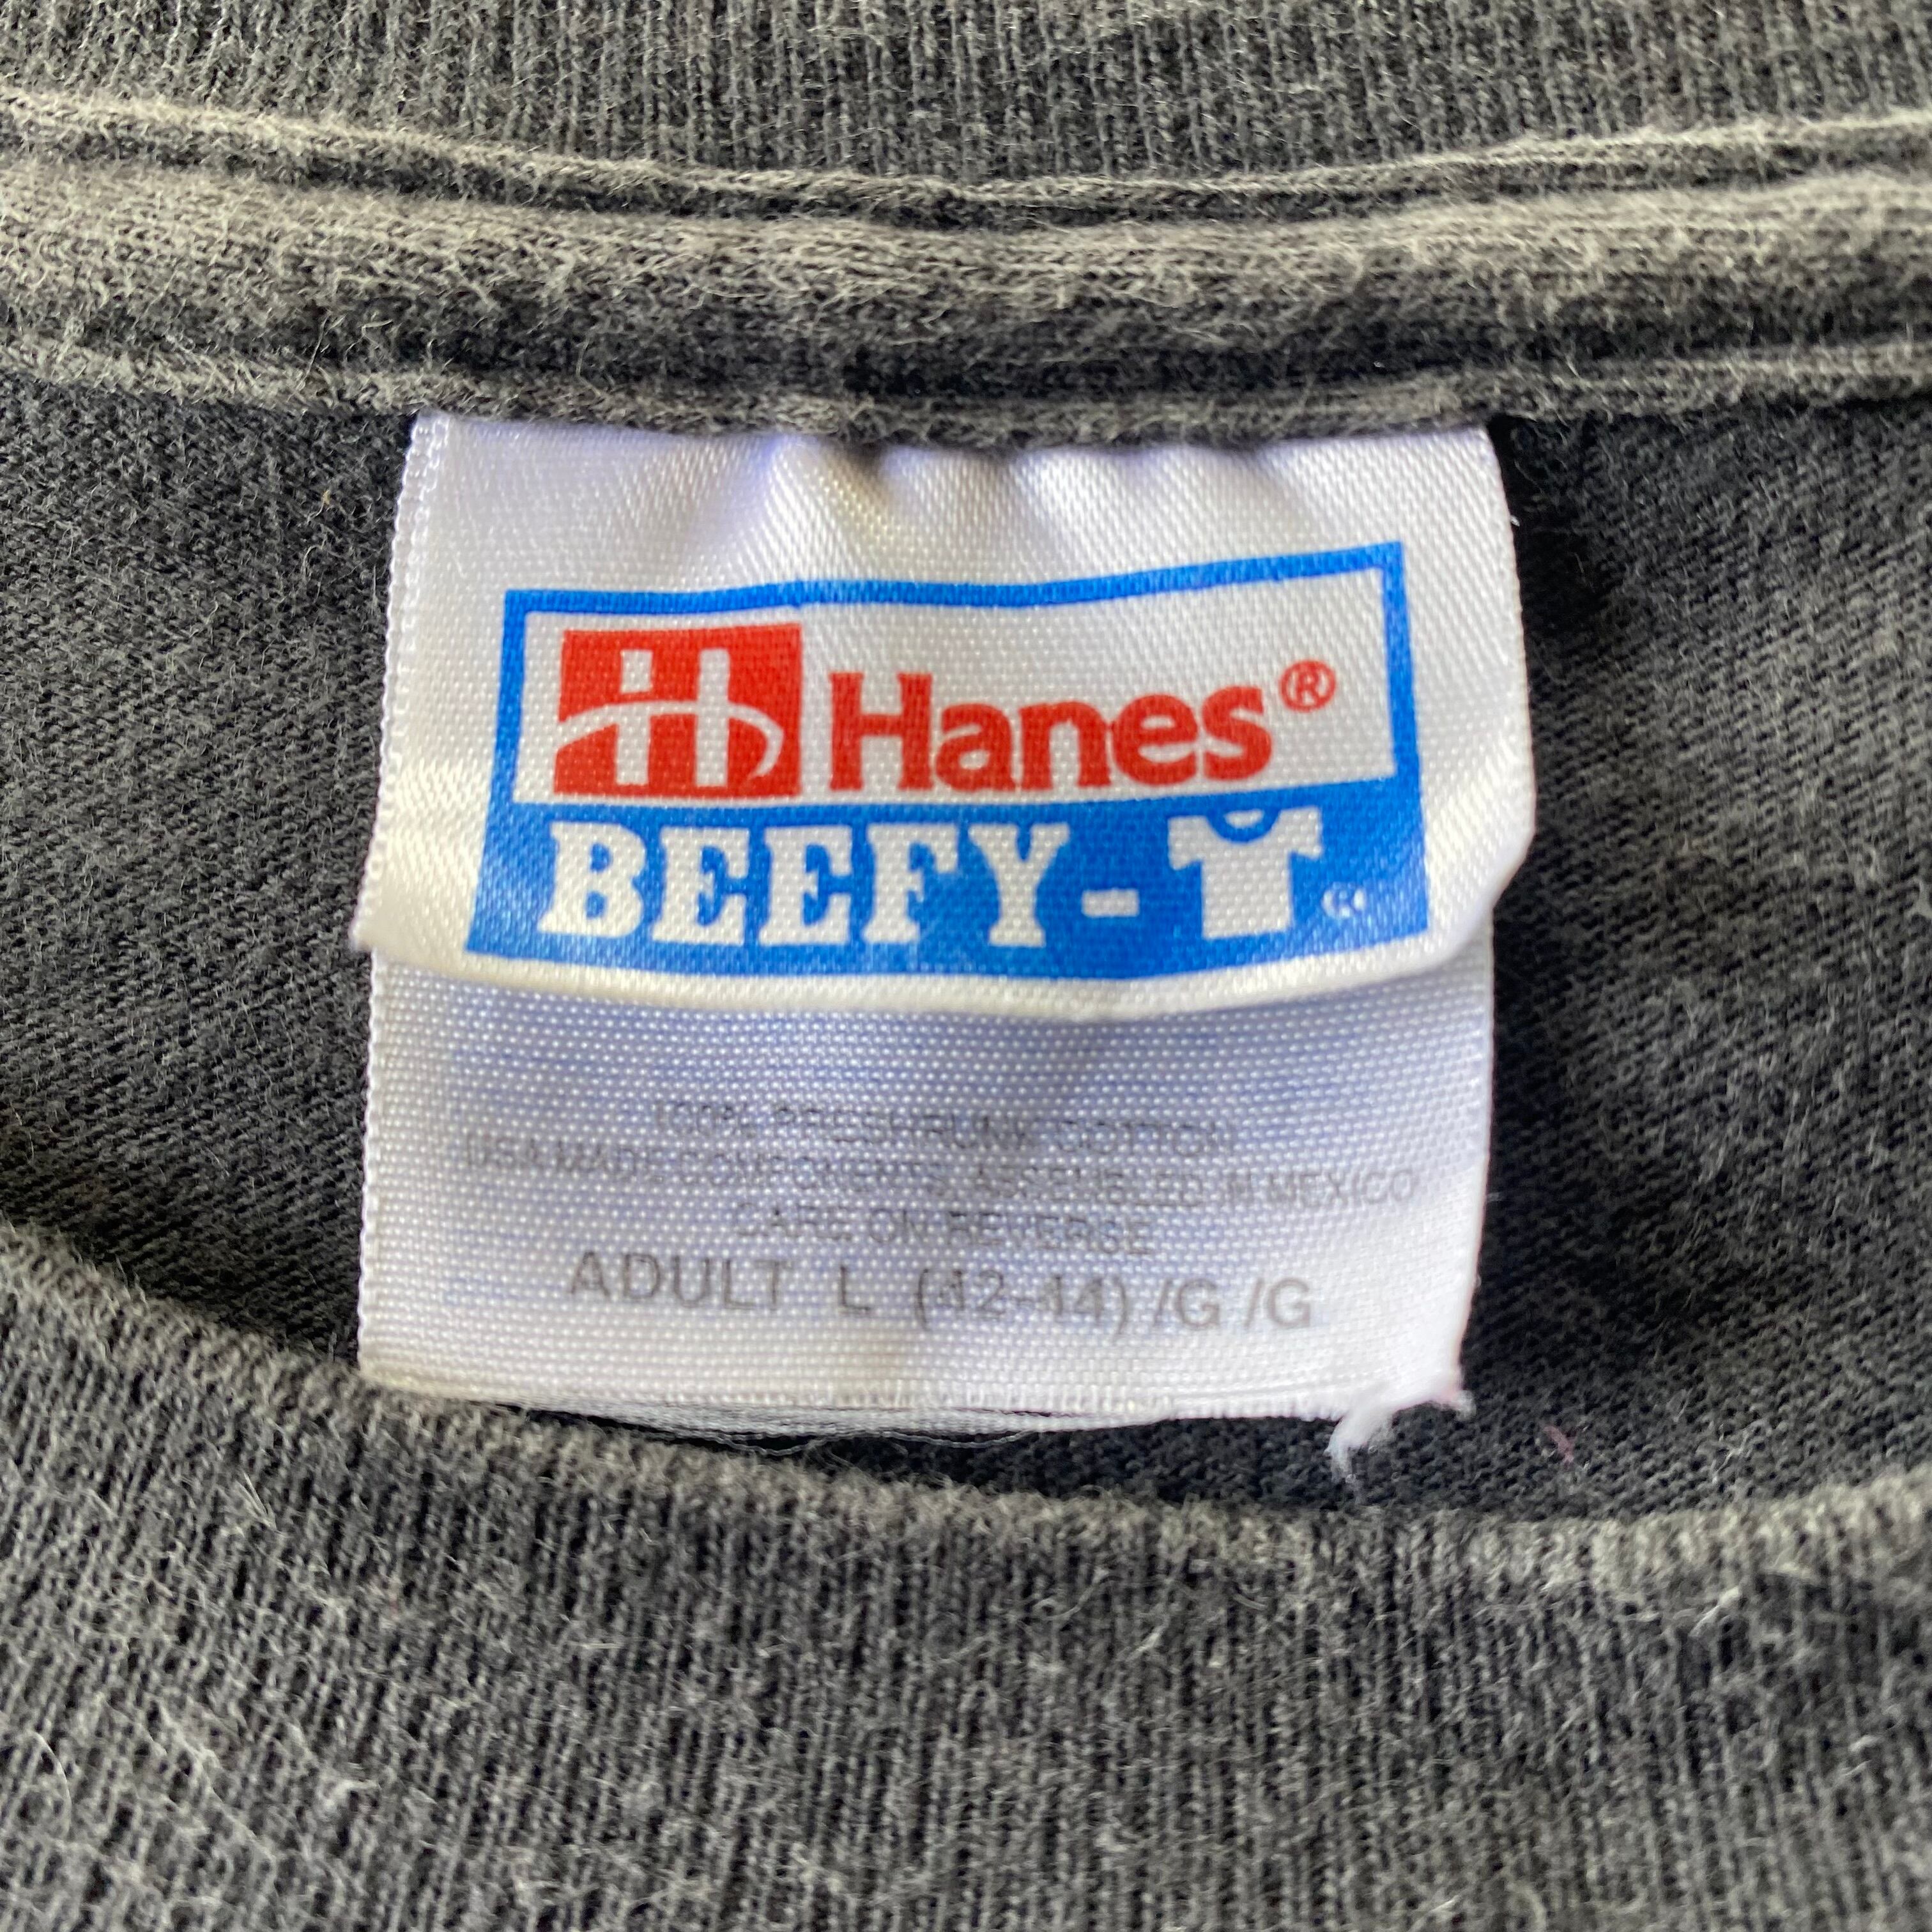 H Hanes®
BEEFY-
100% PRESHRUNK COTTON
USA MADE COMPONENTS, ASSEMBLED IN MEXICO
CARE ON REVERSE
ADULT L (42-44) /G /G